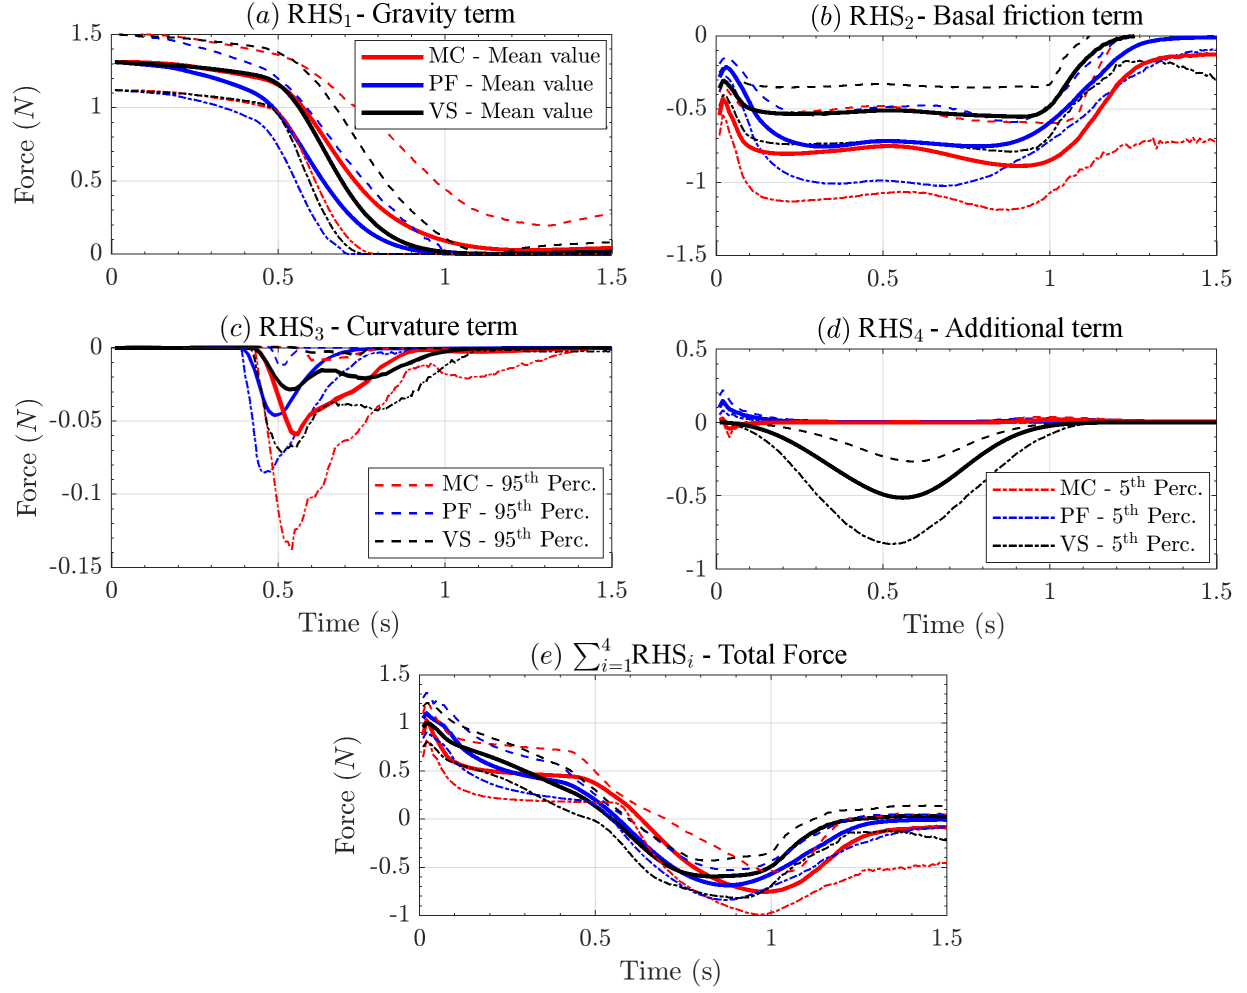 (a) RHS₁ - Gravity term
(b) RHS₂ - Basal friction term
Force (N)
1.5
1
0.5
0
0
0.5
1
1.5
MC - Mean value
PF - Mean value
VS - Mean value
0
-0.5
-1
-1.5
0
0.5
1
1.5
(c) RHS₃ - Curvature term
(d) RHS₄ - Additional term
Force (N)
0
-0.05
-0.1
-0.15
0
0.5
1
1.5
Time (s)
MC - 95th Perc.
PF - 95th Perc.
VS - 95th Perc.
0.5
0
-0.5
-1
0
0.5
1
1.5
Time (s)
MC - 5th Perc.
PF - 5th Perc.
VS - 5th Perc.
(e) ∑⁴ᵢ₌₁RHSᵢ - Total Force
Force (N)
1.5
1
0.5
0
-0.5
-1
0
0.5
1
1.5
Time (s)